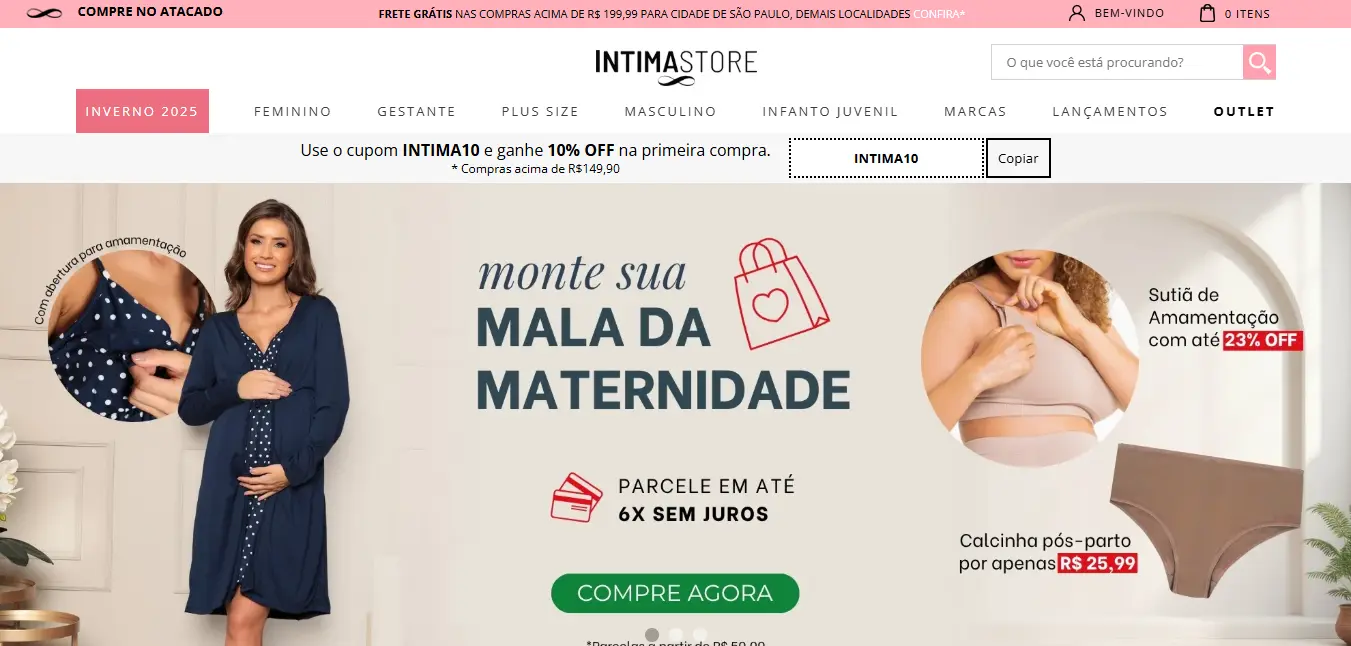 COMPRE NO ATACADO
FRETE GRÁTIS NAS COMPRAS ACIMA DE R$ 199,99 PARA CIDADE DE SÃO PAULO, DEMAIS LOCALIDADES CONFIRA*
BEM-VINDO
0 ITENS
INTIMASTORE
O que você está procurando?
INVERNO 2025
FEMININO
GESTANTE
PLUS SIZE
MASCULINO
INFANTO JUVENIL
MARCAS
LANÇAMENTOS
OUTLET
Use o cupom INTIMA10 e ganhe 10% OFF na primeira compra.
* Compras acima de R$149,90
INTIMA10
Copiar
Com abertura para amamentação
monte sua
MALA DA
MATERNIDADE
PARCELE EM ATÉ
6X SEM JUROS
COMPRE AGORA
*Parcelas a partir de R$ 50,00
Sutiã de
Amamentação
com até 23% OFF
Calcinha pós-parto
por apenas R$ 25,99